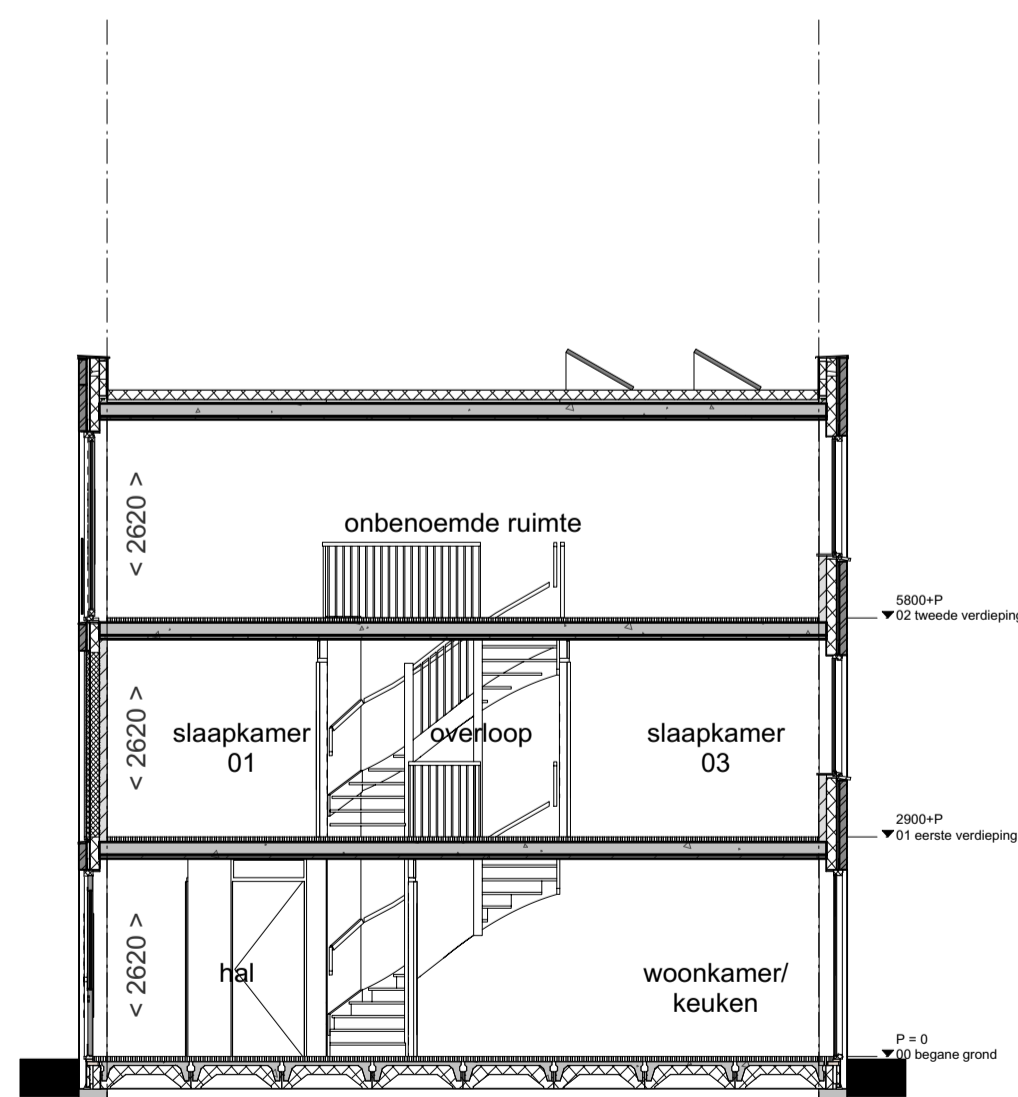 < 2620 >
onbenoemde ruimte
5800+P
02 tweede verdieping
< 2620 >
slaapkamer
01
overloop
slaapkamer
03
2900+P
01 eerste verdieping
< 2620 >
hal
woonkamer/
keuken
P = 0
00 begane grond